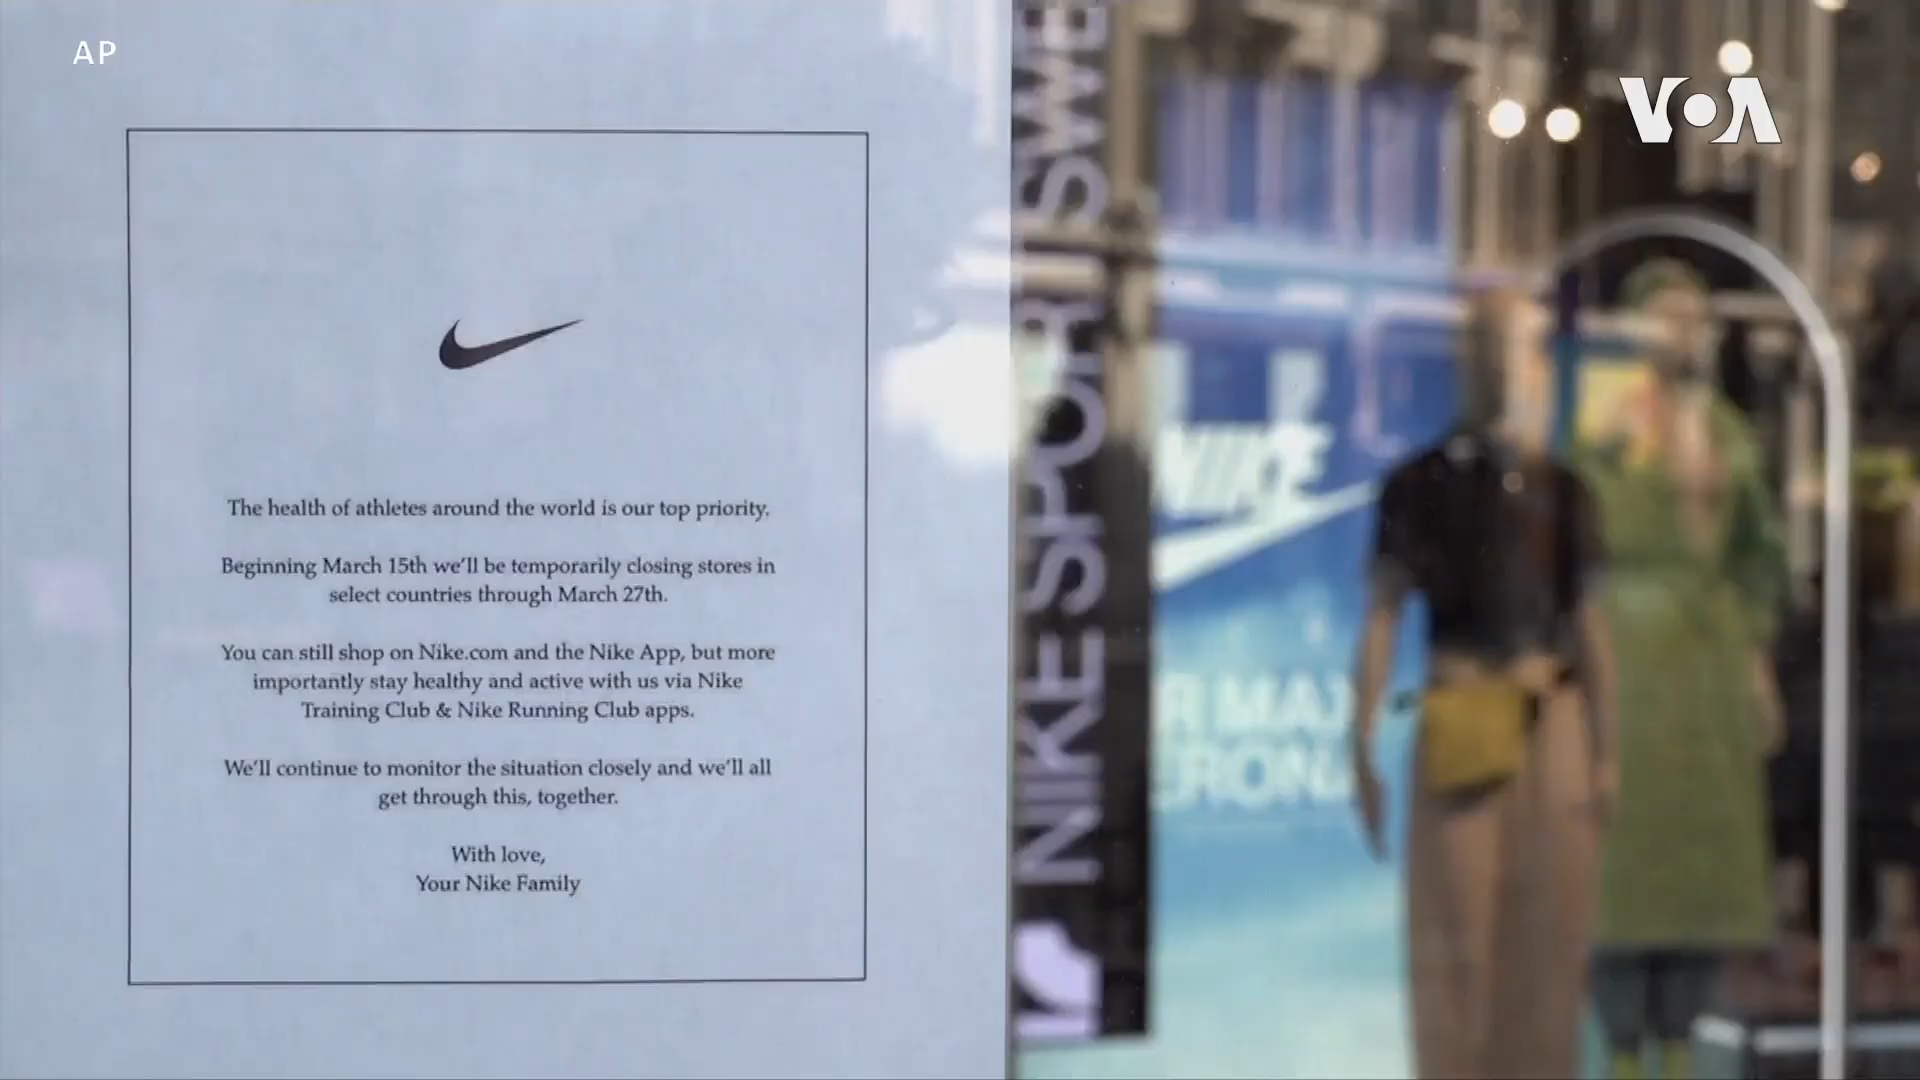 AP
VOA
The health of athletes around the world is our top priority.
Beginning March 15th we'll be temporarily closing stores in
select countries through March 27th.
You can still shop on Nike.com and the Nike App, but more
importantly stay healthy and active with us via Nike
Training Club & Nike Running Club apps.
We'll continue to monitor the situation closely and we'll all
get through this, together.
With love,
Your Nike Family
NIKE SPORTSWE
NIKE
R MAX